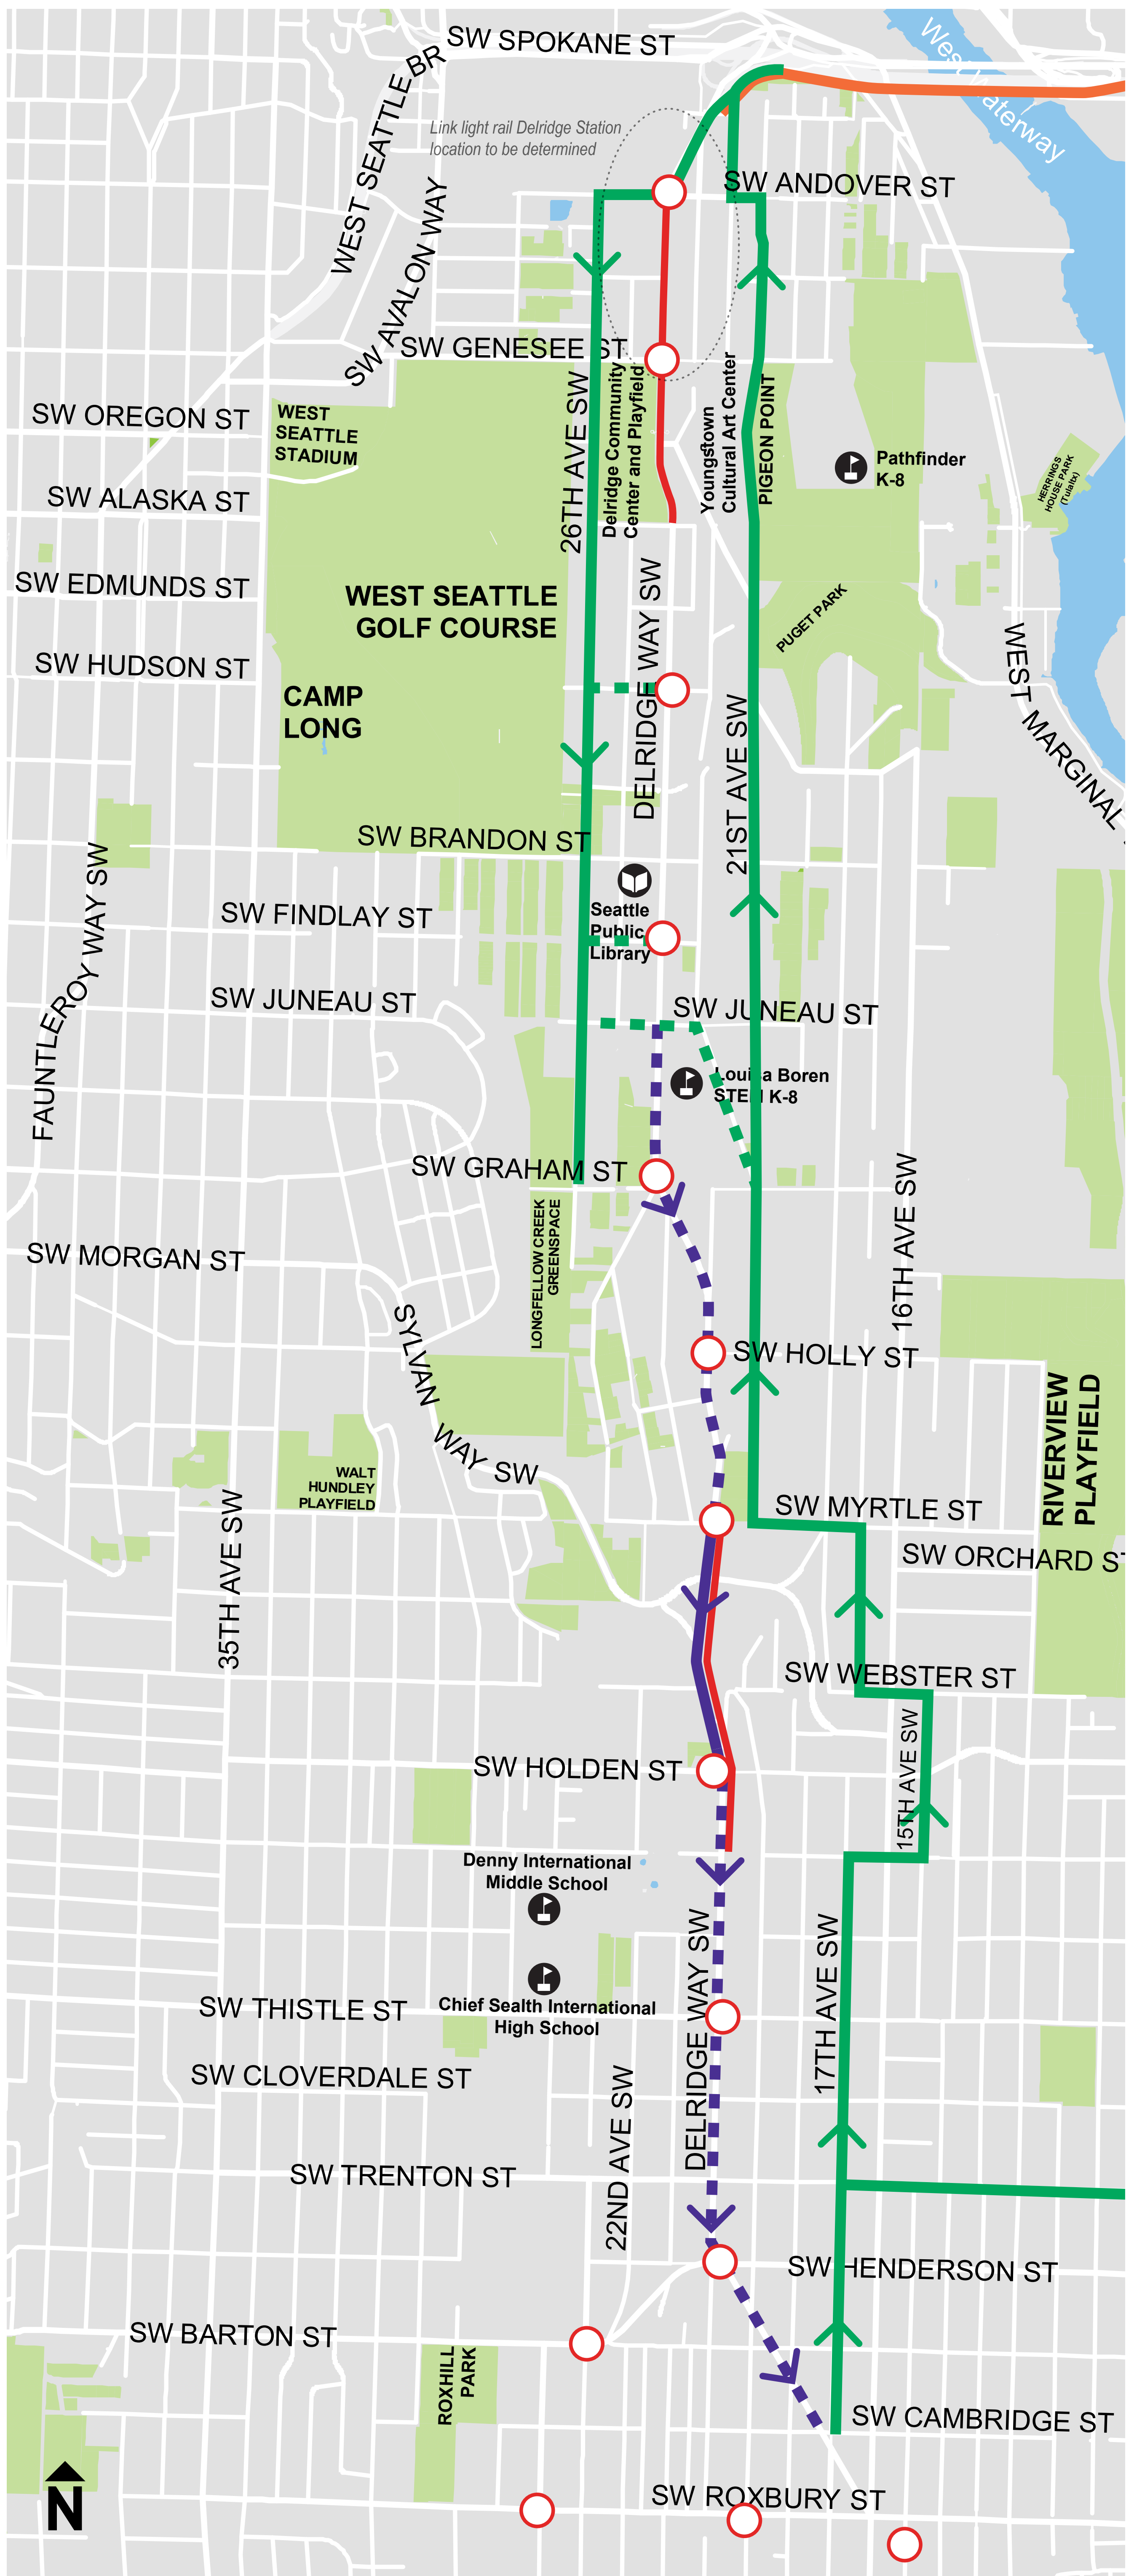 SW SPOKANE ST
West Waterway
WEST SEATTLE BR
Link light rail Delridge Station
location to be determined
SW ANDOVER ST
SW AVALON WAY
SW GENESEE ST
26TH AVE SW
Delridge Community
Center and Playfield
Youngstown
Cultural Art Center
PIGEON POINT
SW OREGON ST
WEST
SEATTLE
STADIUM
Pathfinder
K-8
HERRINGS
HOUSE PARK
(Tulaltx)
SW ALASKA ST
SW EDMUNDS ST
WEST SEATTLE
GOLF COURSE
DELRIDGE WAY SW
PUGET PARK
SW HUDSON ST
WEST MARGINAL
CAMP
LONG
21ST AVE SW
SW BRANDON ST
FAUNTLEROY WAY SW
Seattle
Public
Library
SW FINDLAY ST
SW JUNEAU ST
SW JUNEAU ST
Louisa Boren
STEM K-8
SW GRAHAM ST
16TH AVE SW
LONGFELLOW CREEK
GREENSPACE
SW MORGAN ST
SYLVAN WAY SW
SW HOLLY ST
RIVERVIEW
PLAYFIELD
WALT
HUNDLEY
PLAYFIELD
35TH AVE SW
SW MYRTLE ST
SW ORCHARD ST
SW WEBSTER ST
15TH AVE SW
SW HOLDEN ST
Denny International
Middle School
DELRIDGE WAY SW
17TH AVE SW
Chief Sealth International
High School
SW THISTLE ST
SW CLOVERDALE ST
22ND AVE SW
SW TRENTON ST
SW HENDERSON ST
SW BARTON ST
ROXHILL
PARK
SW CAMBRIDGE ST
N
SW ROXBURY ST